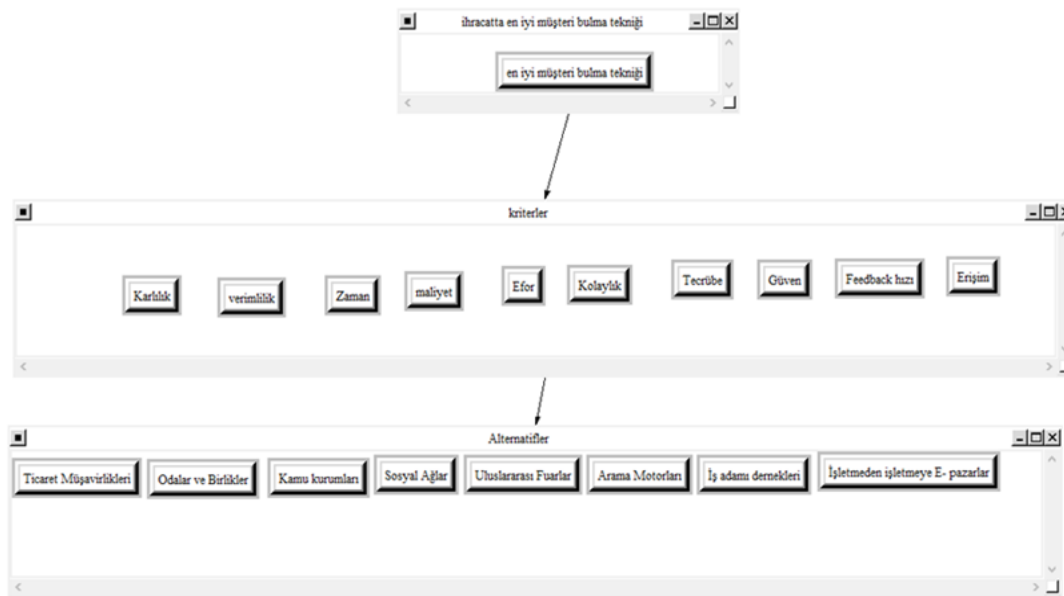 ihracatta en iyi müşteri bulma tekniği
en iyi müşteri bulma tekniği
kriterler
Karlılık
verimlilik
Zaman
maliyet
Efor
Kolaylık
Tecrübe
Güven
Feedback hızı
Erişim
Alternatifler
Ticaret Müşavirlikleri
Odalar ve Birlikler
Kamu kurumları
Sosyal Ağlar
Uluslararası Fuarlar
Arama Motorları
İş adamı dernekleri
İşletmeden işletmeye E- pazarlar